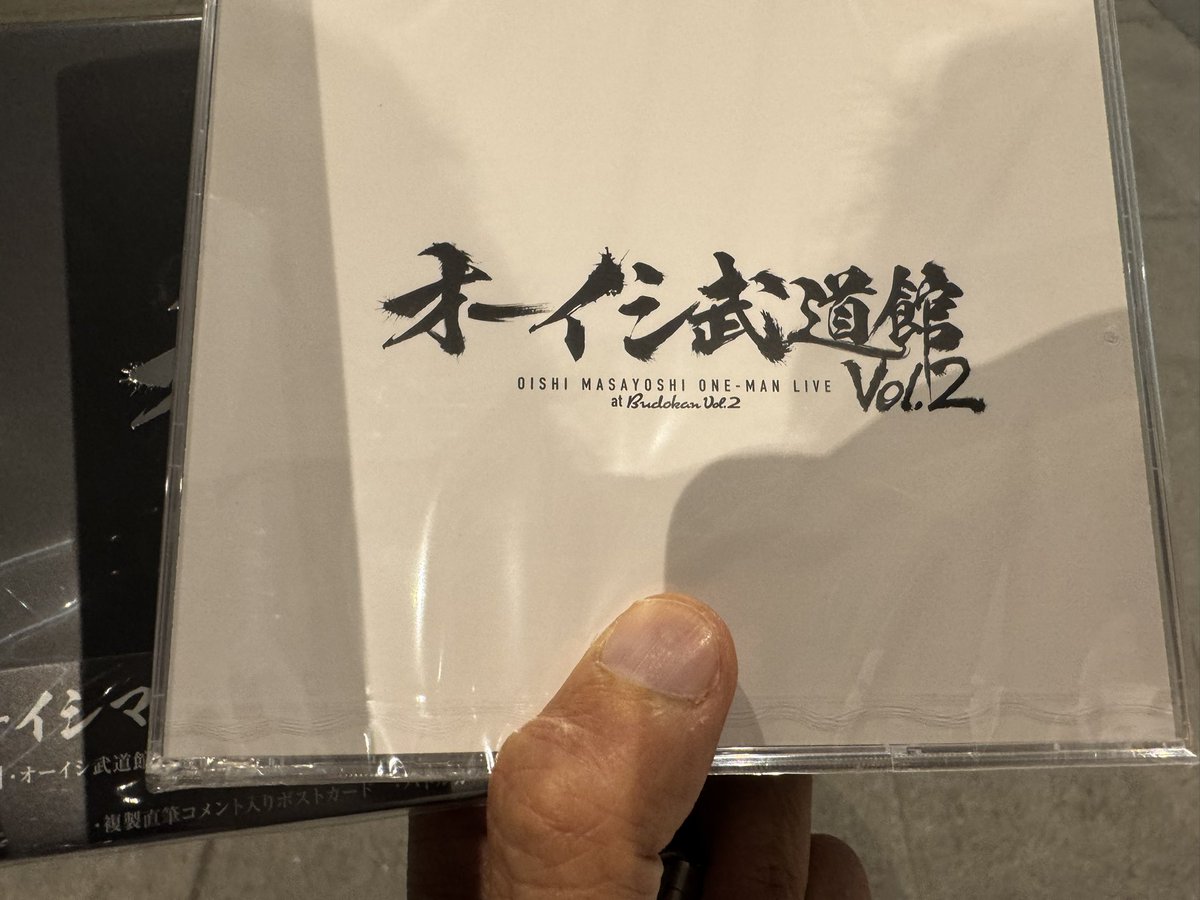 オーイシ武道館
Vol.2
OISHI MASAYOSHI ONE-MAN LIVE
at Budokan Vol.2
ーイシマ
・オーイシ武道館
・複製直筆コメント入りポストカード